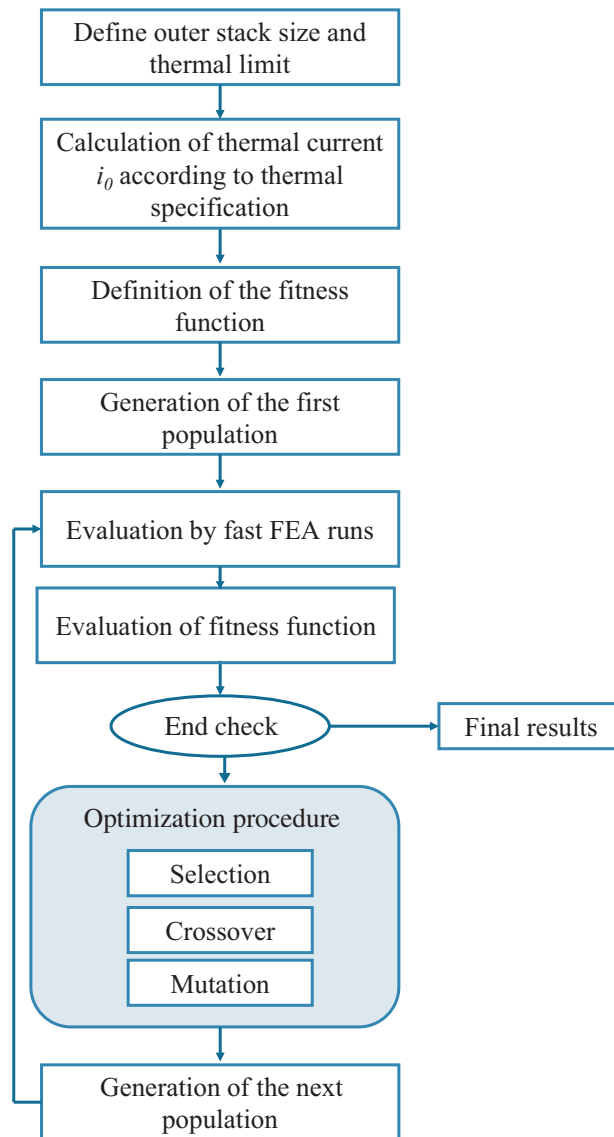 Define outer stack size and
thermal limit
Calculation of thermal current
i0 according to thermal
specification
Definition of the fitness
function
Generation of the first
population
Evaluation by fast FEA runs
Evaluation of fitness function
End check
Final results
Optimization procedure
Selection
Crossover
Mutation
Generation of the next
population